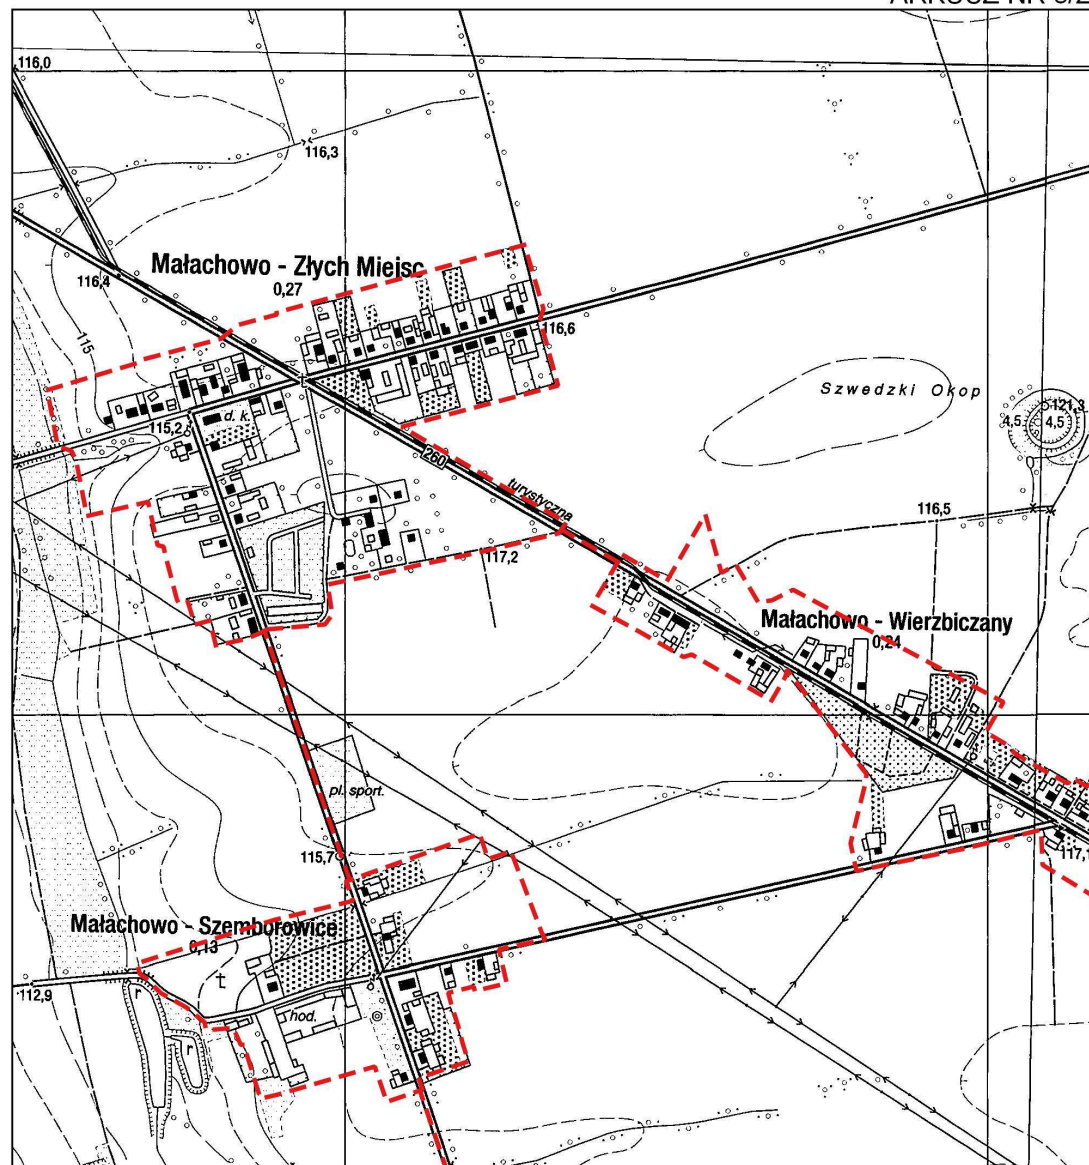 116,0
116,3
Małachowo - Złych Miejsc
0,27
116,4
116,6
115
Szwedzki Okop
121,3
4,5
4,5
d. k.
115,2
260
turystyczna
116,5
117,2
Małachowo - Wierzbiczany
0,24
pl. sport.
115,7
117,1
Małachowo - Szemborowice
0,13
t
112,9
r
hod.
r